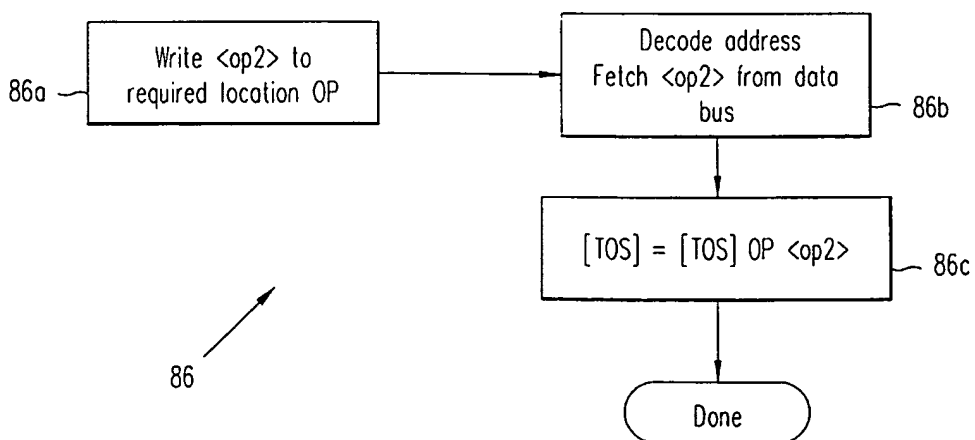 Write <op2> to
required location OP
86a
Decode address
Fetch <op2> from data
bus
86b
[TOS] = [TOS] OP <op2>
86c
86
Done